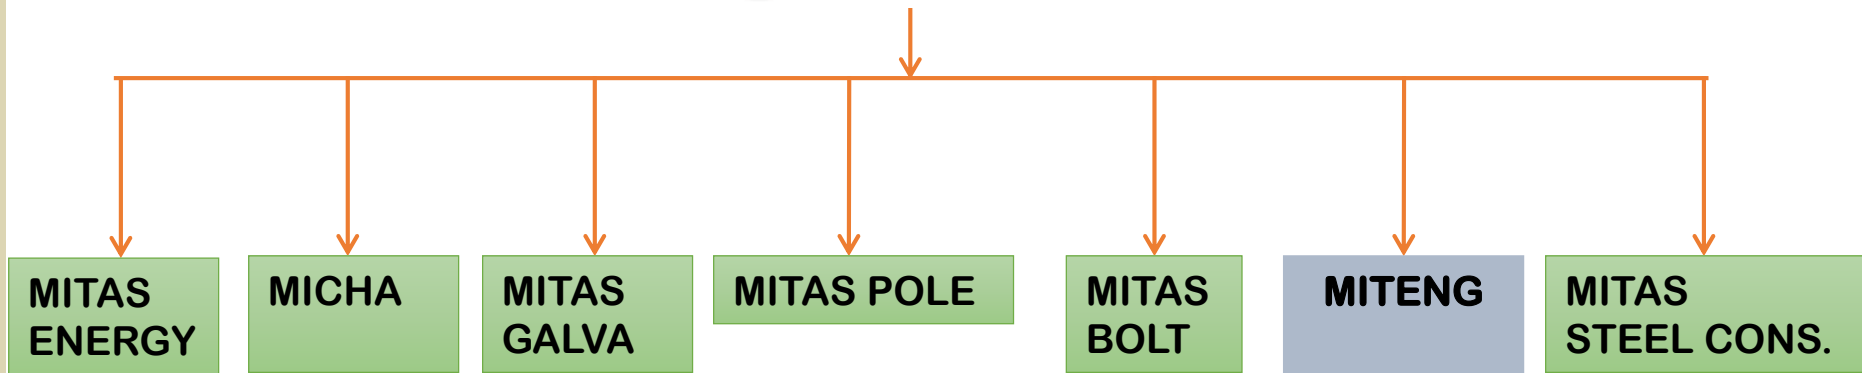 MITAS
ENERGY
MICHA
MITAS
GALVA
MITAS POLE
MITAS
BOLT
MITENG
MITAS
STEEL CONS.